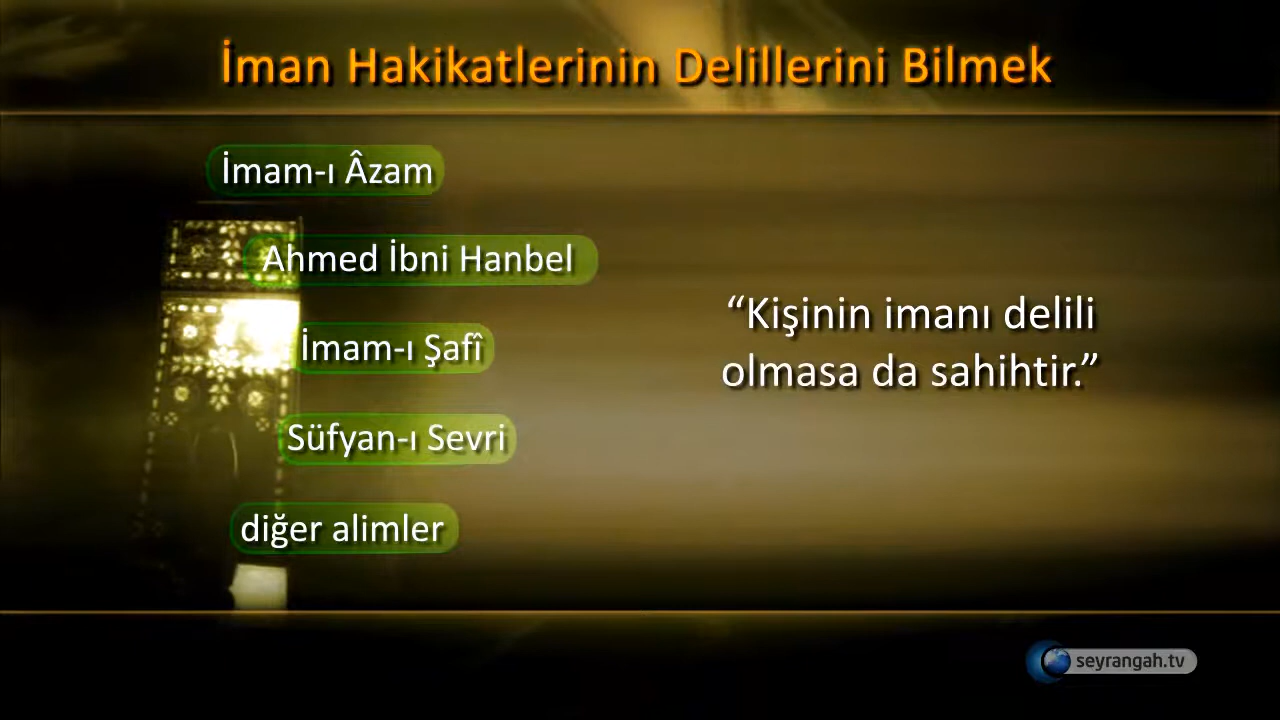 İman Hakikatlerinin Delillerini Bilmek
İmam-ı Âzam
Ahmed İbni Hanbel
İmam-ı Şafî
Süfyan-ı Sevri
diğer alimler
“Kişinin imanı delili
olmasa da sahihtir.”
seyrangah.tv